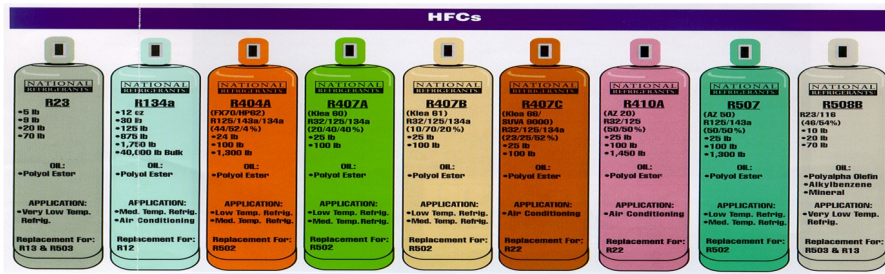 HFCs
NATIONAL
REFRIGERANTS
R23
•5 lb
•9 lb
•20 lb
•70 lb
OIL:
•Polyol Ester
APPLICATION:
•Very Low Temp.
Refrig.
Replacement For:
R13 & R503
NATIONAL
REFRIGERANTS
R134a
•12 oz
•30 lb
•125 lb
•875 lb
•1,750 lb
•40,000 lb Bulk
OIL:
•Polyol Ester
APPLICATION:
•Med. Temp. Refrig.
•Air Conditioning
Replacement For:
R12
NATIONAL
REFRIGERANTS
R404A
(FX70/HP62)
R125/143a/134a
(44/52/4%)
•24 lb
•100 lb
•1,300 lb
OIL:
•Polyol Ester
APPLICATION:
•Low Temp. Refrig.
•Med. Temp. Refrig.
Replacement For:
R502
NATIONAL
REFRIGERANTS
R407A
(Klea 60)
R32/125/134a
(20/40/40%)
•25 lb
•100 lb
OIL:
•Polyol Ester
APPLICATION:
•Low Temp. Refrig.
•Med. Temp. Refrig.
Replacement For:
R502
NATIONAL
REFRIGERANTS
R407B
(Klea 61)
R32/125/134a
(10/70/20%)
•25 lb
•100 lb
OIL:
•Polyol Ester
APPLICATION:
•Low Temp. Refrig.
•Med. Temp. Refrig.
Replacement For:
R502
NATIONAL
REFRIGERANTS
R407C
(Klea 66/
SUVA 9000)
R32/125/134a
(23/25/52%)
•25 lb
•100 lb
OIL:
•Polyol Ester
APPLICATION:
•Air Conditioning
Replacement For:
R22
NATIONAL
REFRIGERANTS
R410A
(AZ 20)
R32/125
(50/50%)
•25 lb
•100 lb
•1,450 lb
OIL:
•Polyol Ester
APPLICATION:
•Air Conditioning
Replacement For:
R22
NATIONAL
REFRIGERANTS
R507
(AZ 50)
R125/143a
(50/50%)
•25 lb
•100 lb
•1,300 lb
OIL:
•Polyol Ester
APPLICATION:
•Low Temp. Refrig.
•Med. Temp. Refrig.
Replacement For:
R502
NATIONAL
REFRIGERANTS
R508B
R23/116
(46/54%)
•10 lb
•20 lb
•70 lb
OIL:
•Polyalpha Olefin
•Alkylbenzene
•Mineral
APPLICATION:
•Very Low Temp.
Refrig.
Replacement For:
R503 & R13